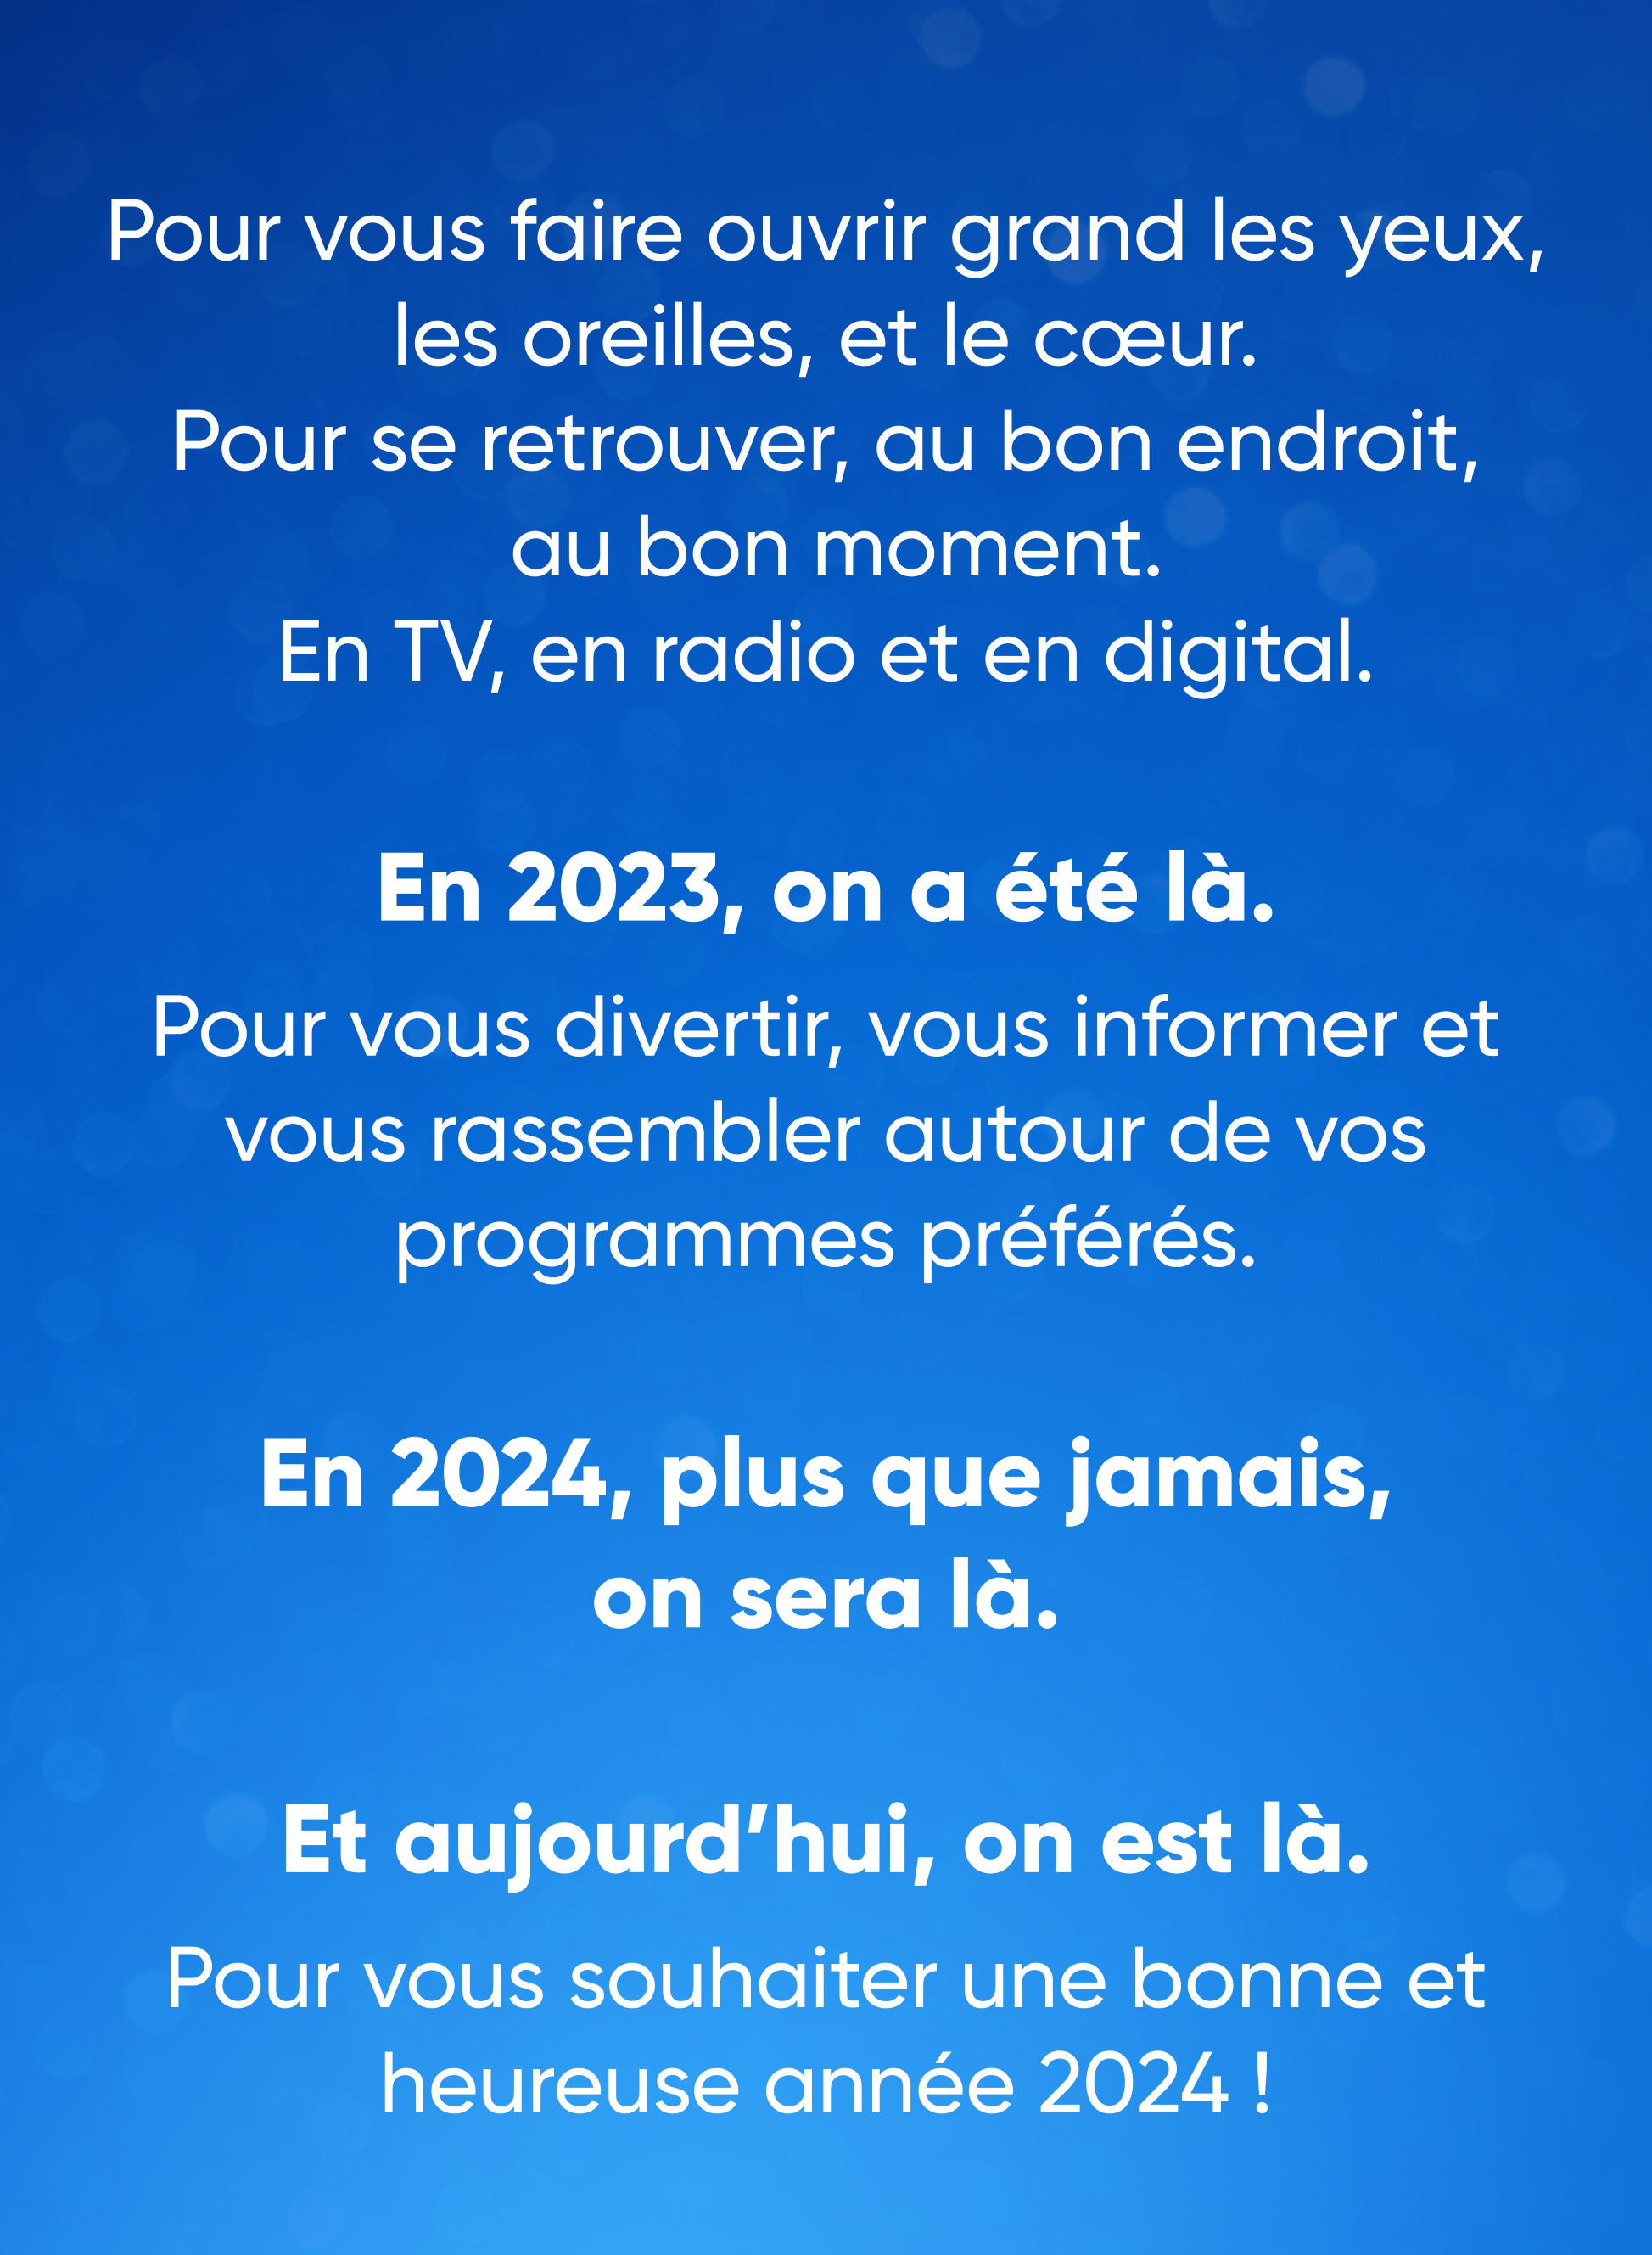 Pour vous faire ouvrir grand les yeux,
les oreilles, et le cœur.
Pour se retrouver, au bon endroit,
au bon moment.
En TV, en radio et en digital.
En 2023, on a été là.
Pour vous divertir, vous informer et
vous rassembler autour de vos
programmes préférés.
En 2024, plus que jamais,
on sera là.
Et aujourd’hui, on est là.
Pour vous souhaiter une bonne et
heureuse année 2024 !